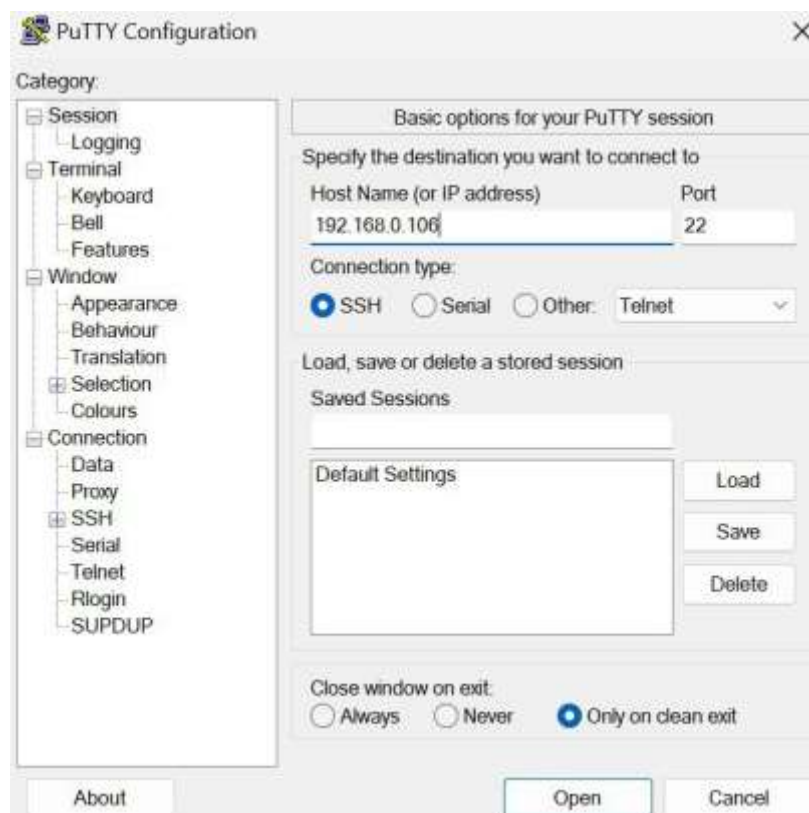 PuTTY Configuration
Category:
Session
Logging
Terminal
Keyboard
Bell
Features
Window
Appearance
Behaviour
Translation
Selection
Colours
Connection
Data
Proxy
SSH
Serial
Telnet
Rlogin
SUPDUP
Basic options for your PuTTY session
Specify the destination you want to connect to
Host Name (or IP address) Port
192.168.0.106 22
Connection type:
SSH Serial Other: Telnet
Load, save or delete a stored session
Saved Sessions
Default Settings
Load
Save
Delete
Close window on exit:
Always Never Only on clean exit
About Open Cancel